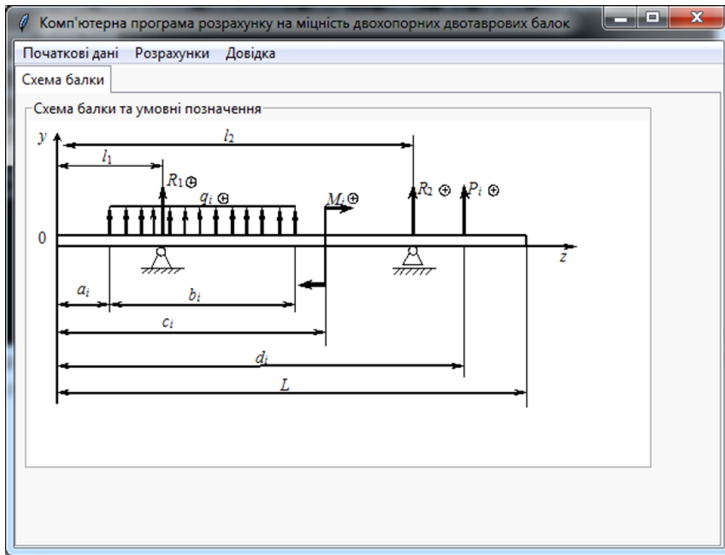 Комп'ютерна програма розрахунку на міцність двохопорних двотаврових балок
Початкові дані Розрахунки Довідка
Схема балки
Схема балки та умовні позначення
y
l2
l1
R1 ⊕
qi ⊕
Mi ⊕
R2 ⊕
Pi ⊕
0
z
ai
bi
ci
di
L